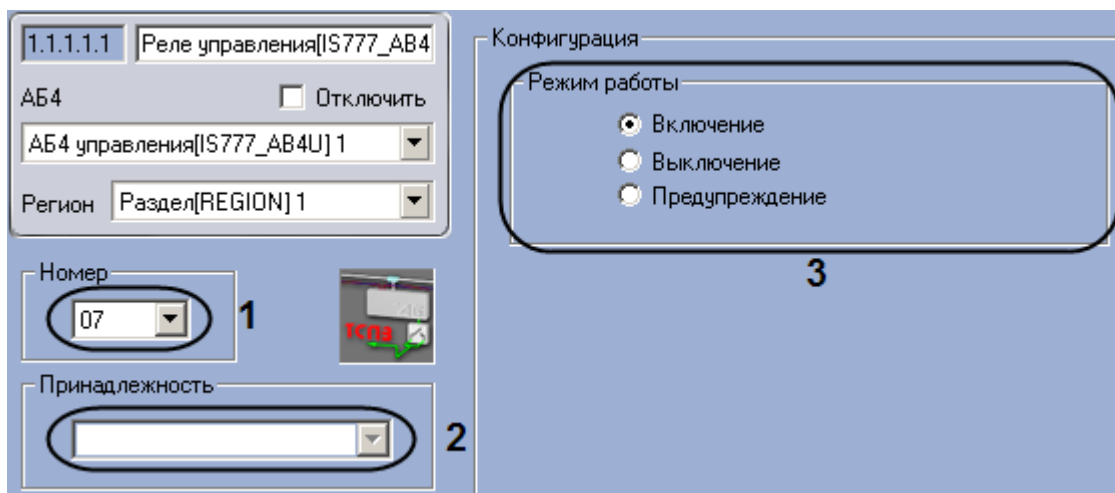 1.1.1.1.1 Реле управления[IS777_AB4
АБ4 Отключить
АБ4 управления[IS777_AB4U] 1
Регион Раздел[REGION] 1
Номер
07
1
ТСПЭ
Принадлежность
2
Конфигурация
Режим работы
Включение
Выключение
Предупреждение
3